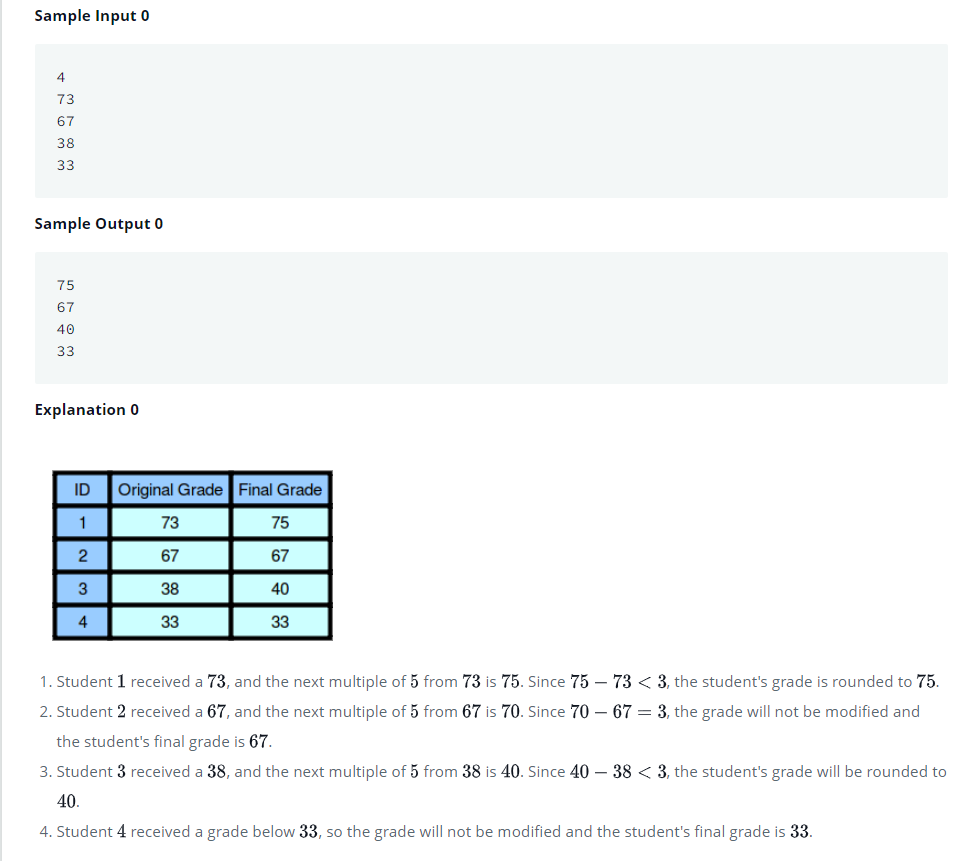 Sample Input 0
4
73
67
38
33
Sample Output 0
75
67
40
33
Explanation 0
ID Original Grade Final Grade
1 73 75
2 67 67
3 38 40
4 33 33
1. Student 1 received a 73, and the next multiple of 5 from 73 is 75. Since 75 − 73 < 3, the student's grade is rounded to 75.
2. Student 2 received a 67, and the next multiple of 5 from 67 is 70. Since 70 − 67 = 3, the grade will not be modified and
the student's final grade is 67.
3. Student 3 received a 38, and the next multiple of 5 from 38 is 40. Since 40 − 38 < 3, the student's grade will be rounded to
40.
4. Student 4 received a grade below 33, so the grade will not be modified and the student's final grade is 33.